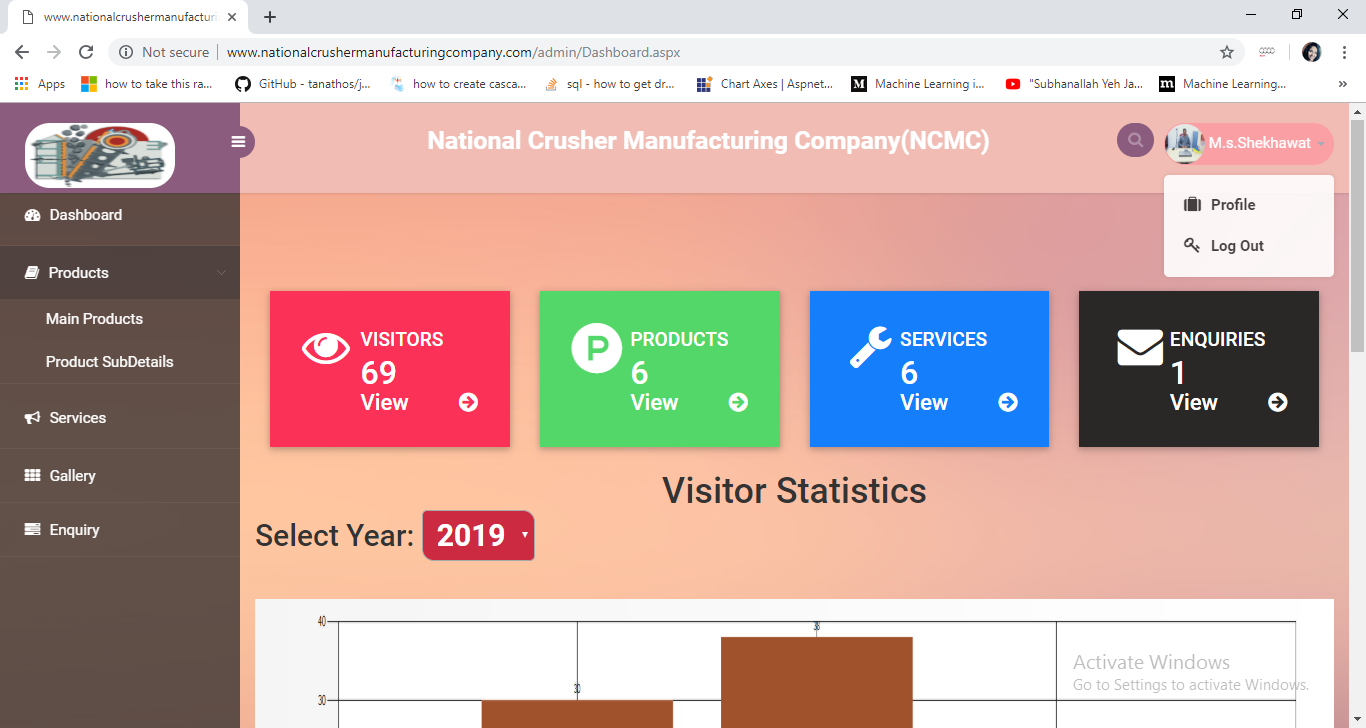 www.nationalcrushermanufacturin
Not secure
www.nationalcrushermanufacturingcompany.com/admin/Dashboard.aspx
Apps
how to take this ra...
GitHub - tanathos/j...
how to create casca...
sql - how to get dr...
Chart Axes | Aspnet...
M
Machine Learning i...
"Subhanallah Yeh Ja...
m
Machine Learning...
National Crusher Manufacturing Company(NCMC)
M.s.Shekhawat
Profile
Log Out
Dashboard
Products
Main Products
Product SubDetails
Services
Gallery
Enquiry
VISITORS
69
View
P
PRODUCTS
6
View
SERVICES
6
View
ENQUIRIES
1
View
Visitor Statistics
Select Year: 2019
40
38
30
30
Activate Windows
Go to Settings to activate Windows.